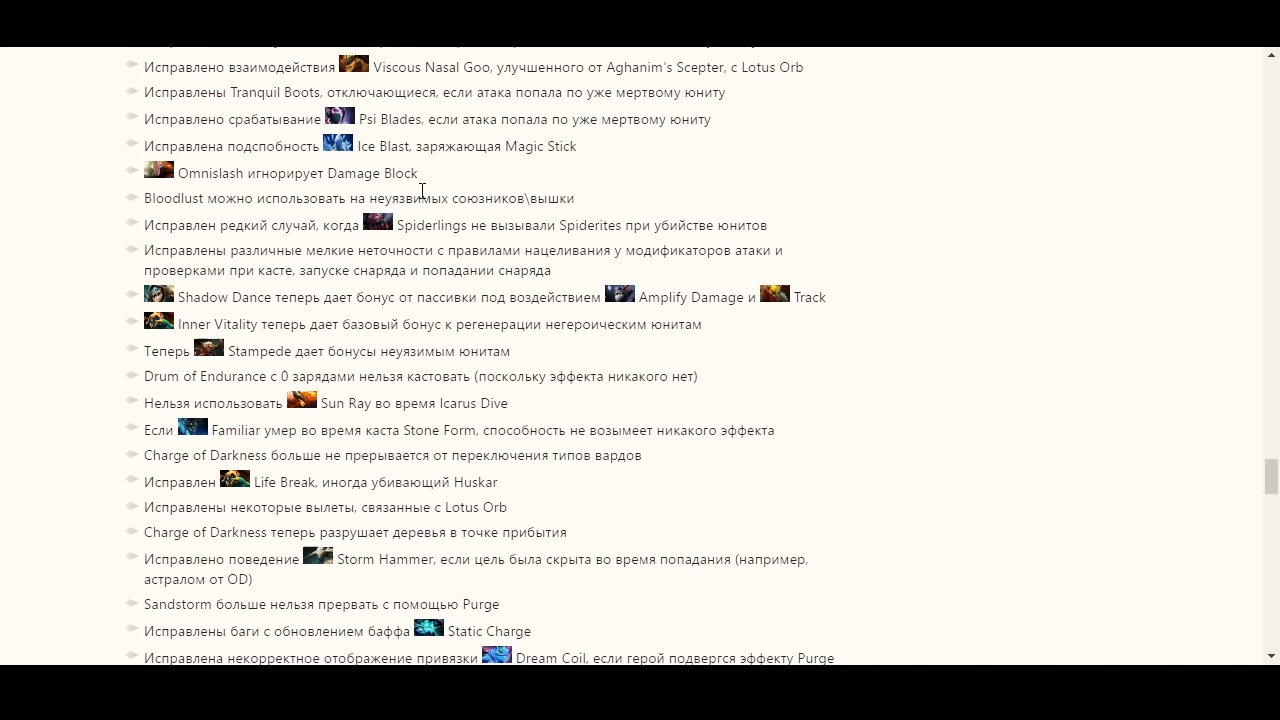 Исправлено взаимодействия Viscous Nasal Goo, улучшенного от Aghanim's Scepter, с Lotus Orb
Исправлены Tranquil Boots, отключающиеся, если атака попала по уже мертвому юниту
Исправлено срабатывание Psi Blades, если атака попала по уже мертвому юниту
Исправлена подспобность Ice Blast, заряжающая Magic Stick
Omnislash игнорирует Damage Block
Bloodlust можно использовать на неуязвимых союзников\вышки
Исправлен редкий случай, когда Spiderlings не вызывали Spiderites при убийстве юнитов
Исправлены различные мелкие неточности с правилами нацеливания у модификаторов атаки и
проверками при касте, запуске снаряда и попадании снаряда
Shadow Dance теперь дает бонус от пассивки под воздействием Amplify Damage и Track
Inner Vitality теперь дает базовый бонус к регенерации негероическим юнитам
Теперь Stampede дает бонусы неуязимым юнитам
Drum of Endurance с 0 зарядами нельзя кастовать (поскольку эффекта никакого нет)
Нельзя использовать Sun Ray во время Icarus Dive
Если Familiar умер во время каста Stone Form, способность не возымеет никакого эффекта
Charge of Darkness больше не прерывается от переключения типов вардов
Исправлен Life Break, иногда убивающий Huskar
Исправлены некоторые вылеты, связанные с Lotus Orb
Charge of Darkness теперь разрушает деревья в точке прибытия
Исправлено поведение Storm Hammer, если цель была скрыта во время попадания (например,
астралом от OD)
Sandstorm больше нельзя прервать с помощью Purge
Исправлены баги с обновлением баффа Static Charge
Исправлена некорректное отображение привязки Dream Coil, если герой подвергся эффекту Purge